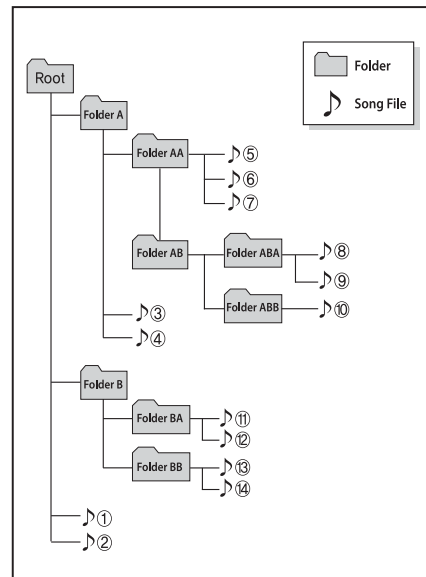 Root
Folder
Song File
Folder A
Folder AA
⑤
⑥
⑦
Folder AB
Folder ABA
⑧
⑨
Folder ABB
⑩
③
④
Folder B
Folder BA
⑪
⑫
Folder BB
⑬
⑭
①
②